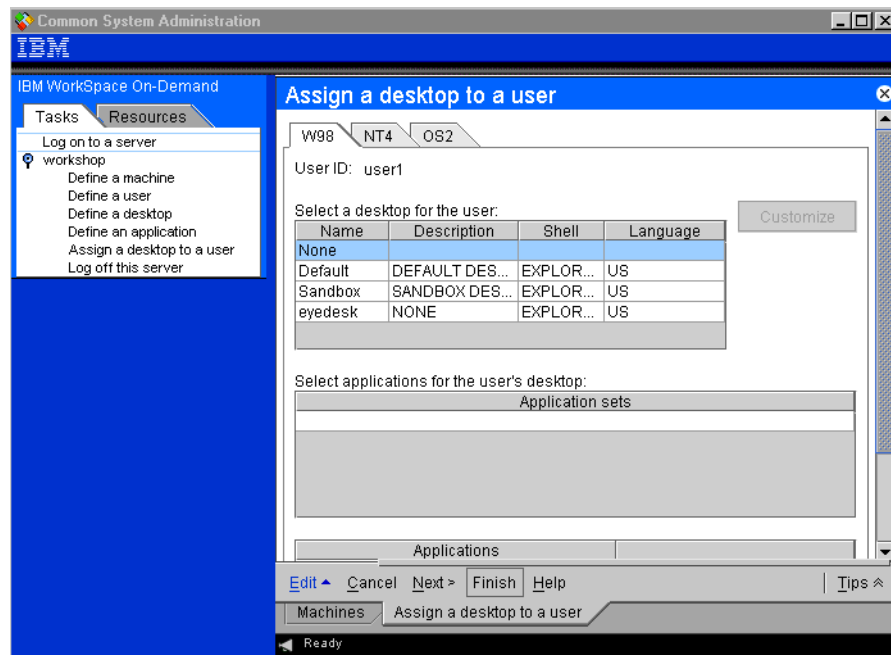 Common System Administration
IBM
IBM WorkSpace On-Demand
Tasks Resources
Log on to a server
workshop
Define a machine
Define a user
Define a desktop
Define an application
Assign a desktop to a user
Log off this server
Assign a desktop to a user
W98 NT4 OS2
User ID: user1
Select a desktop for the user:
Customize
Name Description Shell Language
None
Default DEFAULT DES... EXPLOR... US
Sandbox SANDBOX DES... EXPLOR... US
eyedesk NONE EXPLOR... US
Select applications for the user's desktop:
Application sets
Applications
Edit Cancel Next > Finish Help Tips
Machines Assign a desktop to a user
Ready